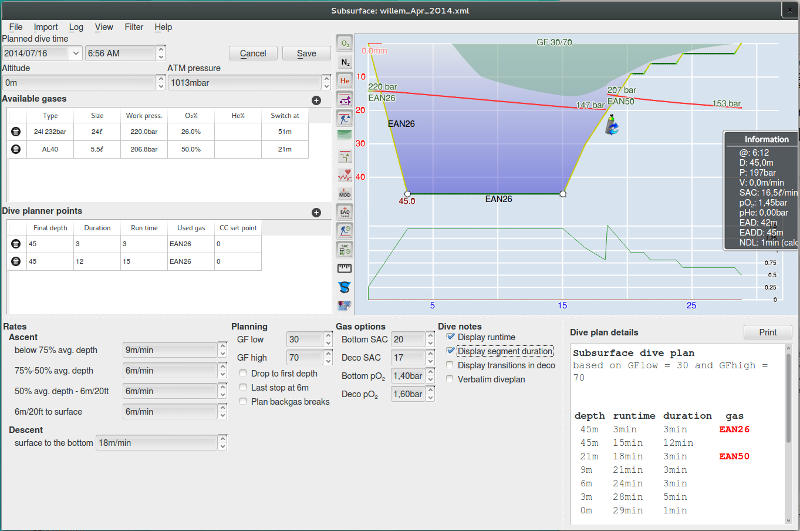 Subsurface: willem_Apr_2014.xml
File Import Log View Filter Help
Planned dive time
2014/07/16 6:56 AM Cancel Save
Altitude ATM pressure
0m 1013mbar
Available gases
Type Size Work press. O₂% He% Switch at
24ℓ 232bar 24ℓ 220.0bar 26.0% 51m
AL40 5.5ℓ 206.8bar 50.0% 21m
Dive planner points
Final depth Duration Run time Used gas CC set point
45 3 3 EAN26 0
45 12 15 EAN26 0
O₂
N₂
He
MOD
EAD
0.0mm
10
20
30
40
GF 30/70
220 bar
EAN26
EAN26
147 bar
207 bar
EAN50
153 bar
45.0
EAN26
Information
@: 6:12
D: 45,0m
P: 197bar
V: 0,0m/min
SAC: 16,5ℓ/min
pO₂: 1,45bar
pHe: 0,00bar
EAD: 42m
EADD: 45m
NDL: 1min (calc
0.75
0.5
0.25
0
5 15 25
Rates
Ascent
below 75% avg. depth 9m/min
75%-50% avg. depth 6m/min
50% avg. depth - 6m/20ft 6m/min
6m/20ft to surface 6m/min
Descent
surface to the bottom 18m/min
Planning
GF low 30
GF high 70
Drop to first depth
Last stop at 6m
Plan backgas breaks
Gas options
Bottom SAC 20
Deco SAC 17
Bottom pO₂ 1,40bar
Deco pO₂ 1,60bar
Dive notes
Display runtime
Display segment duration
Display transitions in deco
Verbatim diveplan
Dive plan details Print
Subsurface dive plan
based on GFlow = 30 and GFhigh =
70
depth runtime duration gas
45m 3min 3min EAN26
45m 15min 12min
21m 18min 3min EAN50
9m 21min 3min
6m 24min 3min
3m 28min 5min
0m 29min 1min